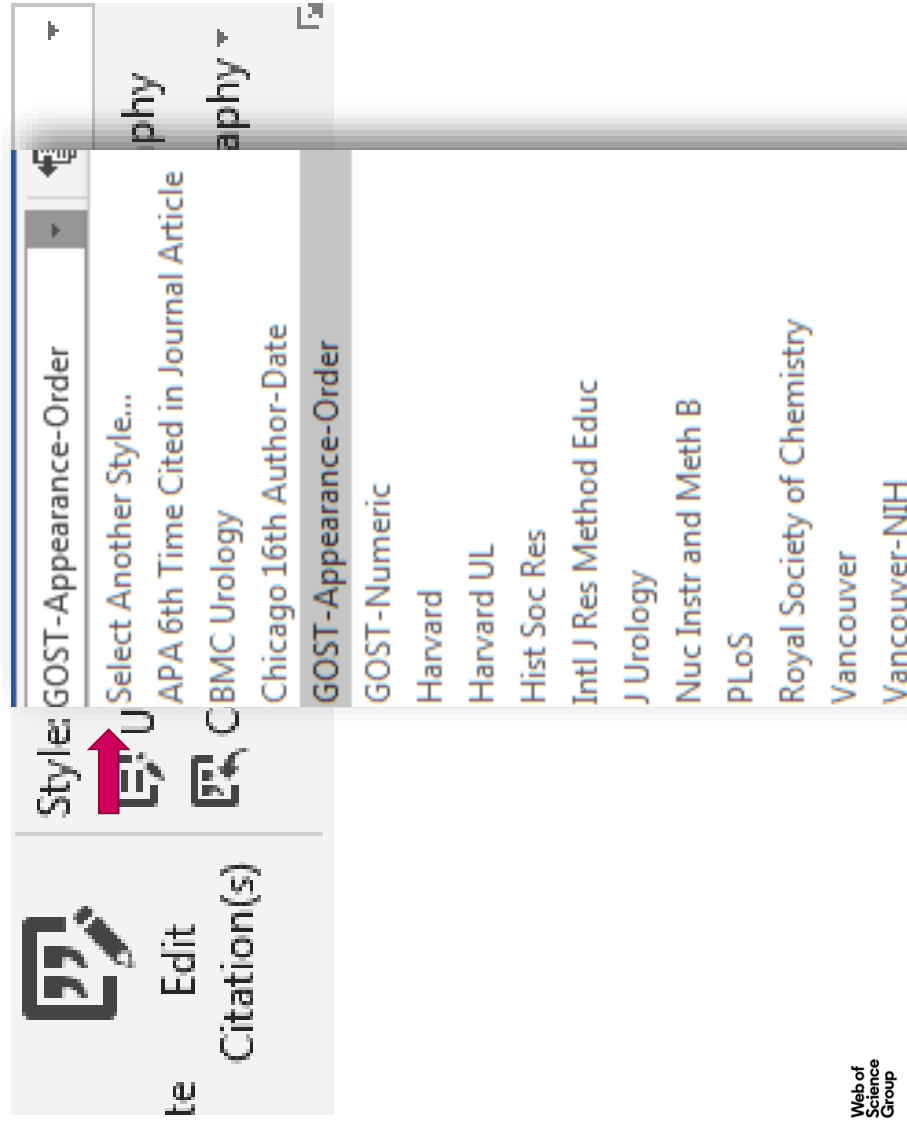 Style: GOST-Appearance-Order
Select Another Style...
APA 6th Time Cited in Journal Article
BMC Urology
Chicago 16th Author-Date
GOST-Appearance-Order
GOST-Numeric
Harvard
Harvard UL
Hist Soc Res
Intl J Res Method Educ
J Urology
Nuc Instr and Meth B
PLoS
Royal Society of Chemistry
Vancouver
Vancouver-NIH
te
Edit
Citation(s)
U
C
phy
aphy
Web of
Science
Group